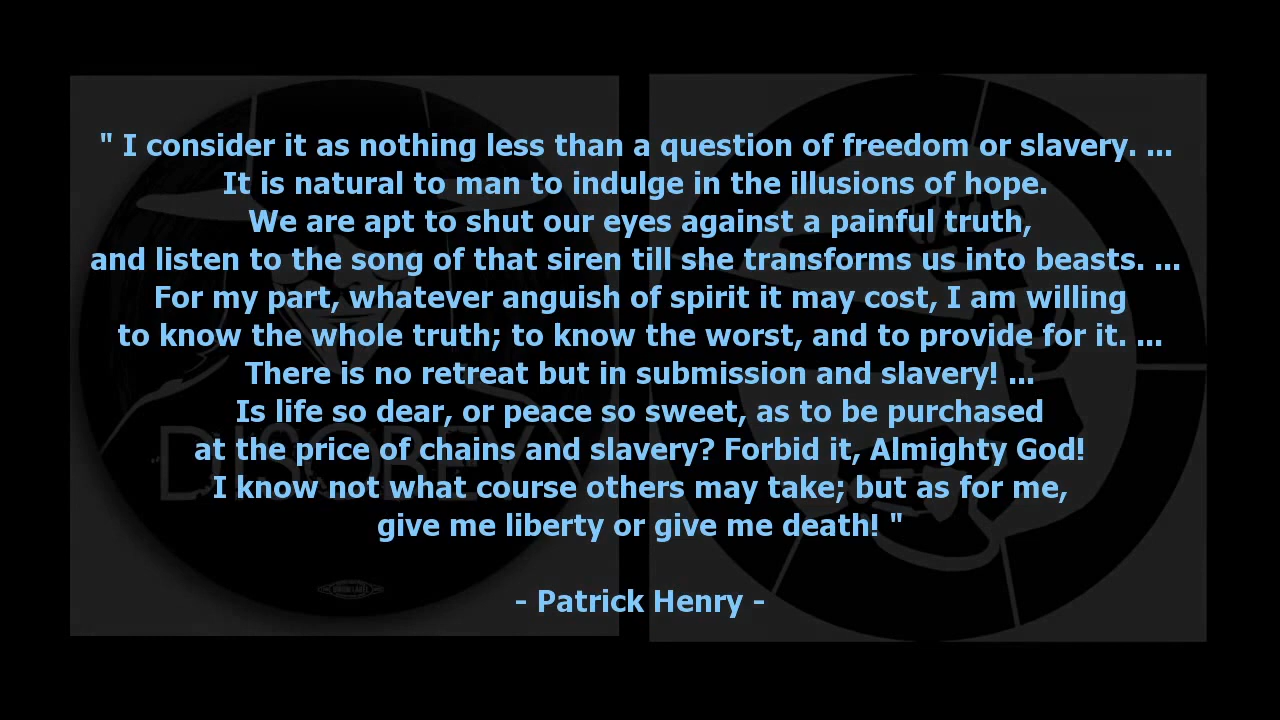 " I consider it as nothing less than a question of freedom or slavery. ...
It is natural to man to indulge in the illusions of hope.
We are apt to shut our eyes against a painful truth,
and listen to the song of that siren till she transforms us into beasts. ...
For my part, whatever anguish of spirit it may cost, I am willing
to know the whole truth; to know the worst, and to provide for it. ...
There is no retreat but in submission and slavery! ...
Is life so dear, or peace so sweet, as to be purchased
at the price of chains and slavery? Forbid it, Almighty God!
I know not what course others may take; but as for me,
give me liberty or give me death! "
- Patrick Henry -
DISOBEY